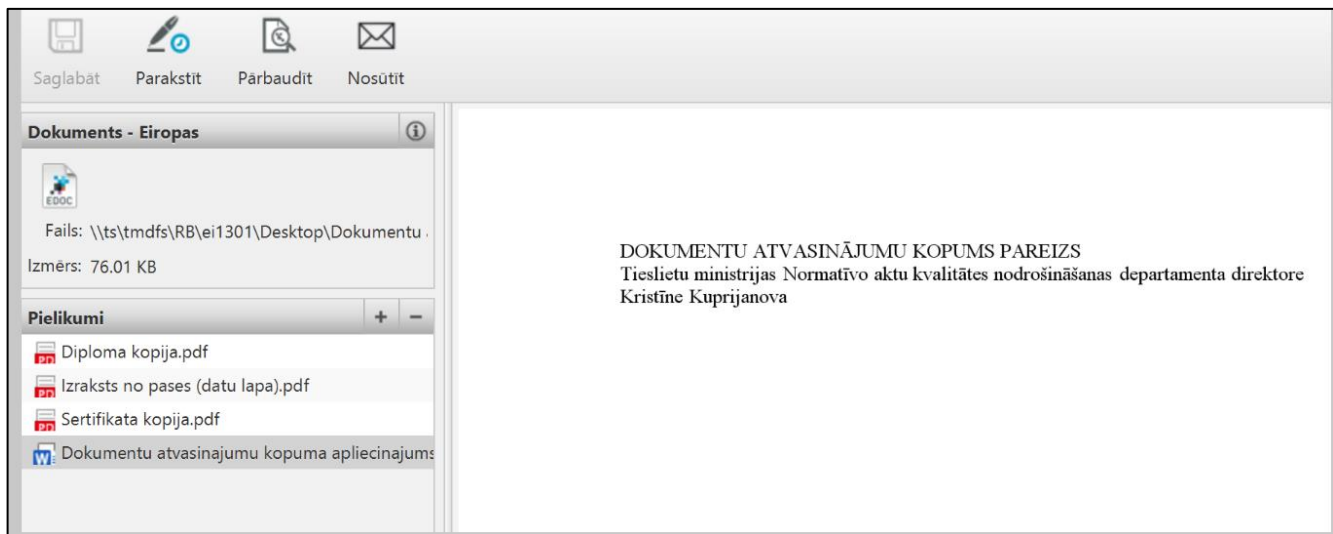 Saglabāt Parakstīt Pārbaudīt Nosūtīt
Dokuments - Eiropas
EDOC
Fails: \\ts\tmdfs\RB\ei1301\Desktop\Dokumentu
Izmērs: 76.01 KB
Pielikumi
Diploma kopija.pdf
Izraksts no pases (datu lapa).pdf
Sertifikata kopija.pdf
Dokumentu atvasinajumu kopuma apliecinajums
DOKUMENTU ATVASINĀJUMU KOPUMS PAREIZS
Tieslietu ministrijas Normatīvo aktu kvalitātes nodrošināšanas departamenta direktore
Kristīne Kuprijanova